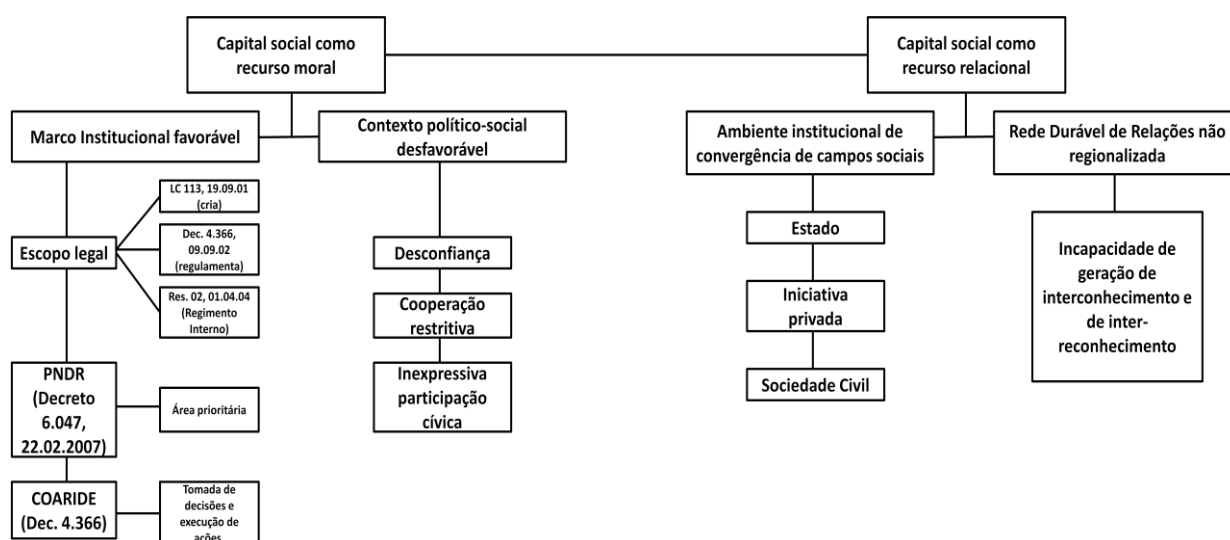 Capital social como
recurso moral
Capital social como
recurso relacional
Marco Institucional favorável
Contexto político-social
desfavorável
Ambiente institucional de
convergência de campos sociais
Rede Durável de Relações não
regionalizada
Escopo legal
LC 113, 19.09.01
(cria)
Dec. 4.366,
09.09.02
(regulamenta)
Res. 02, 01.04.04
(Regimento
Interno)
PNDR
(Decreto
6.047,
22.02.2007)
Área prioritária
COARIDE
(Dec. 4.366)
Tomada de
decisões e
execução de
ações
Desconfiança
Cooperação
restritiva
Inexpressiva
participação
cívica
Estado
Iniciativa
privada
Sociedade Civil
Incapacidade de
geração de
interconhecimento e
de inter-
reconhecimento